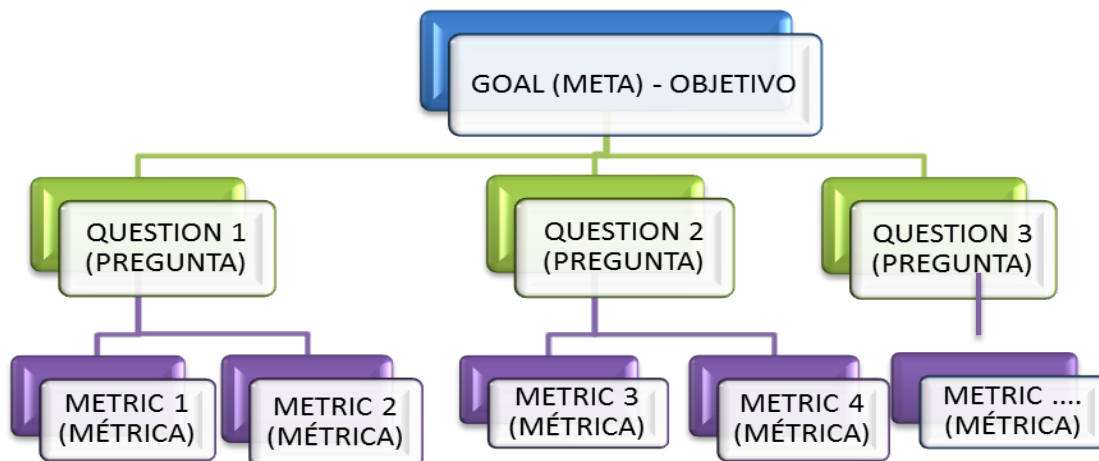 GOAL (META) - OBJETIVO
QUESTION 1
(PREGUNTA)
QUESTION 2
(PREGUNTA)
QUESTION 3
(PREGUNTA)
METRIC 1
(MÉTRICA)
METRIC 2
(MÉTRICA)
METRIC 3
(MÉTRICA)
METRIC 4
(MÉTRICA)
METRIC ....
(MÉTRICA)